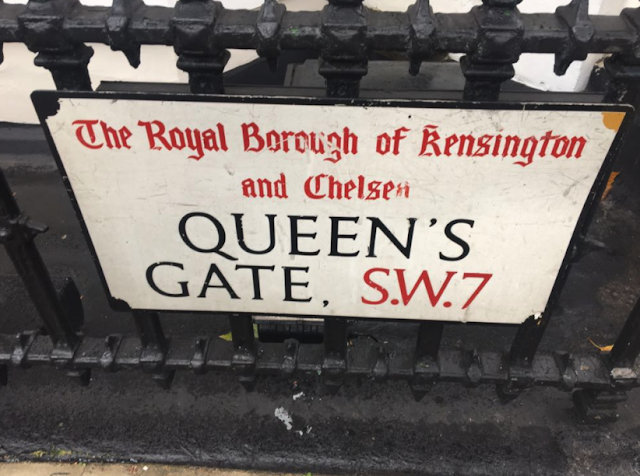 The Royal Borough of Kensington
and Chelsea
QUEEN'S
GATE, S.W.7